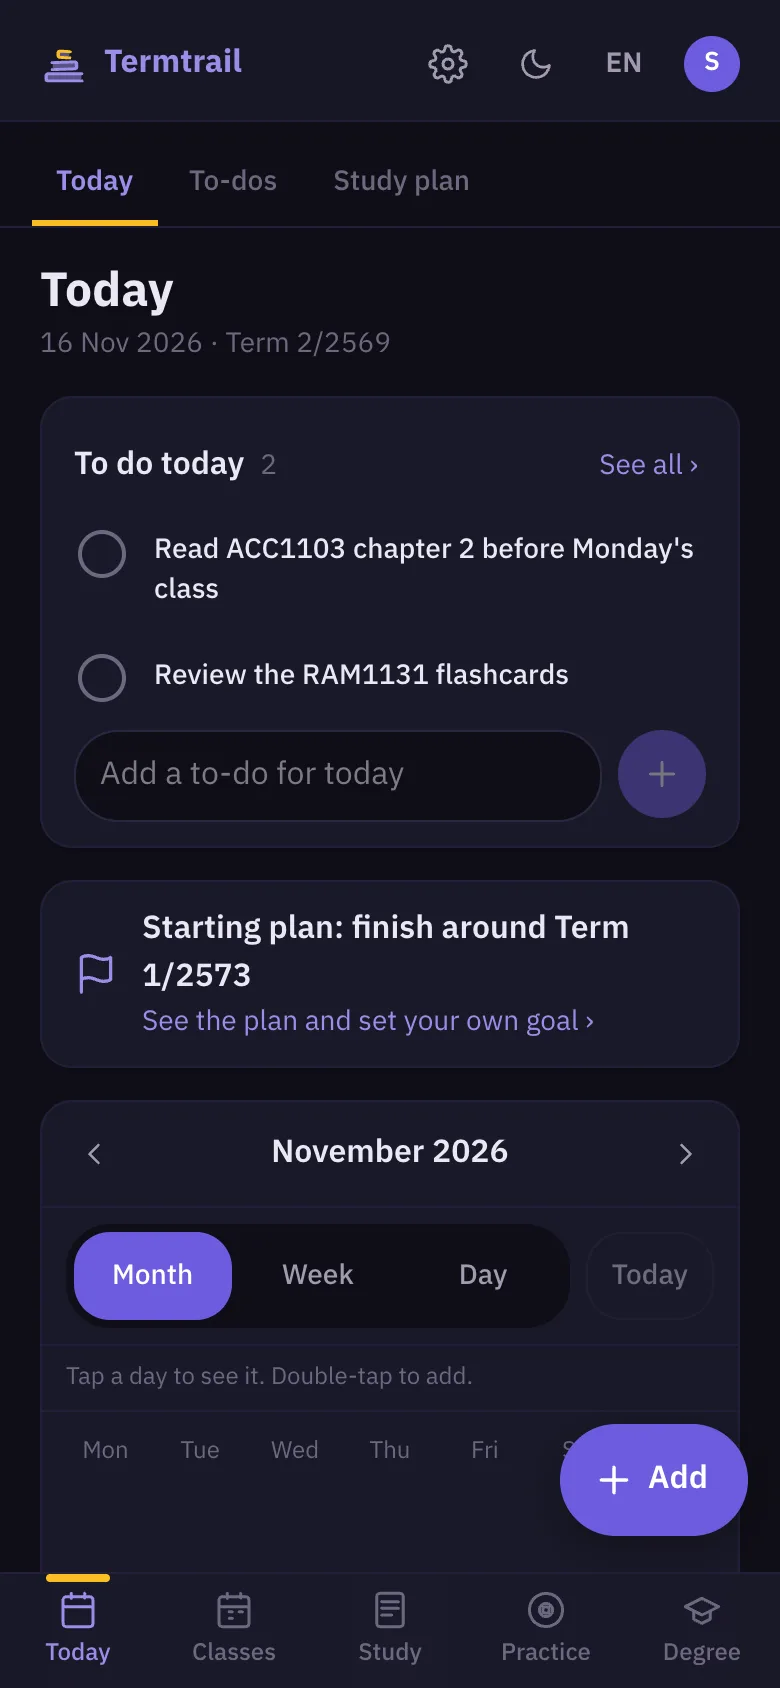 Termtrail
EN
S
Today
To-dos
Study plan
Today
16 Nov 2026 · Term 2/2569
To do today 2
See all ›
Read ACC1103 chapter 2 before Monday's
class
Review the RAM1131 flashcards
Add a to-do for today
Starting plan: finish around Term
1/2573
See the plan and set your own goal ›
November 2026
Month
Week
Day
Today
Tap a day to see it. Double-tap to add.
Mon
Tue
Wed
Thu
Fri
Add
Today
Classes
Study
Practice
Degree